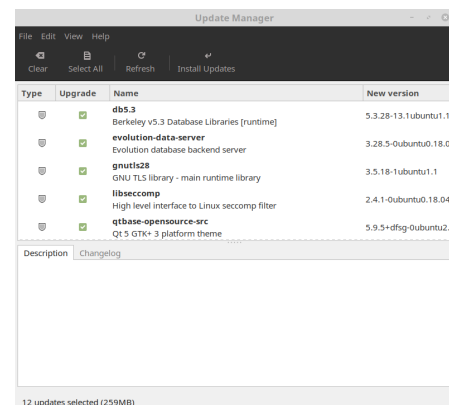 Update Manager
File Edit View Help
Clear Select All Refresh Install Updates
Type Upgrade Name New version
db5.3
Berkeley v5.3 Database Libraries [runtime] 5.3.28-13.1ubuntu1.1
evolution-data-server
Evolution database backend server 3.28.5-0ubuntu0.18.0
gnutls28
GNU TLS library - main runtime library 3.5.18-1ubuntu1.1
libseccomp
High level interface to Linux seccomp filter 2.4.1-0ubuntu0.18.04
qtbase-opensource-src
Qt 5 GTK+ 3 platform theme 5.9.5+dfsg-0ubuntu2.
Description Changelog
12 updates selected (259MB)